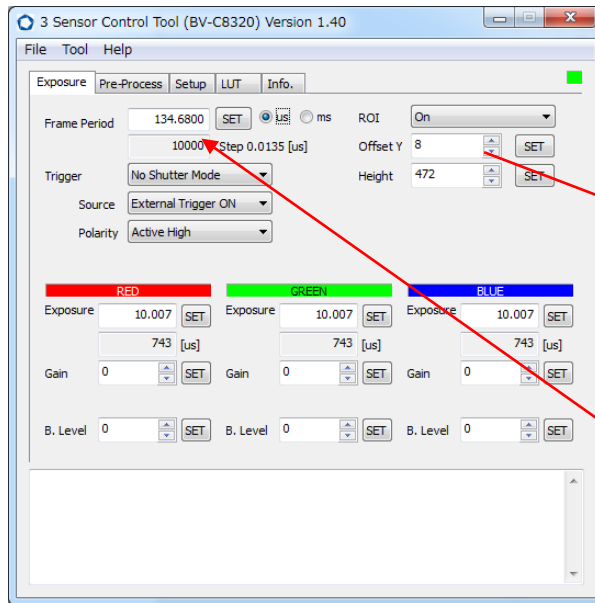 3 Sensor Control Tool (BV-C8320) Version 1.40
File Tool Help
Exposure Pre-Process Setup LUT Info.
Frame Period 134.6800 SET us ms ROI On
10000 Step 0.0135 [us] Offset Y 8 SET
Trigger No Shutter Mode Height 472 SET
Source External Trigger ON
Polarity Active High
RED GREEN BLUE
Exposure 10.007 SET Exposure 10.007 SET Exposure 10.007 SET
743 [us] 743 [us] 743 [us]
Gain 0 SET Gain 0 SET Gain 0 SET
B. Level 0 SET B. Level 0 SET B. Level 0 SET